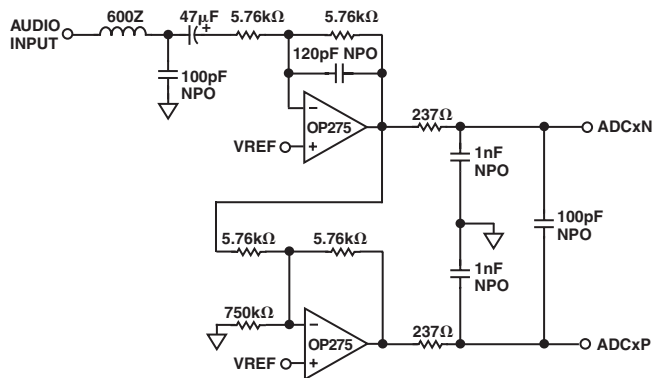 AUDIO
INPUT
600Z
100pF
NPO
47μF
+
5.76kΩ
5.76kΩ
120pF NPO
–
OP275
VREF
+
237Ω
ADCxN
1nF
NPO
100pF
NPO
1nF
NPO
5.76kΩ
5.76kΩ
750kΩ
–
OP275
VREF
+
237Ω
ADCxP